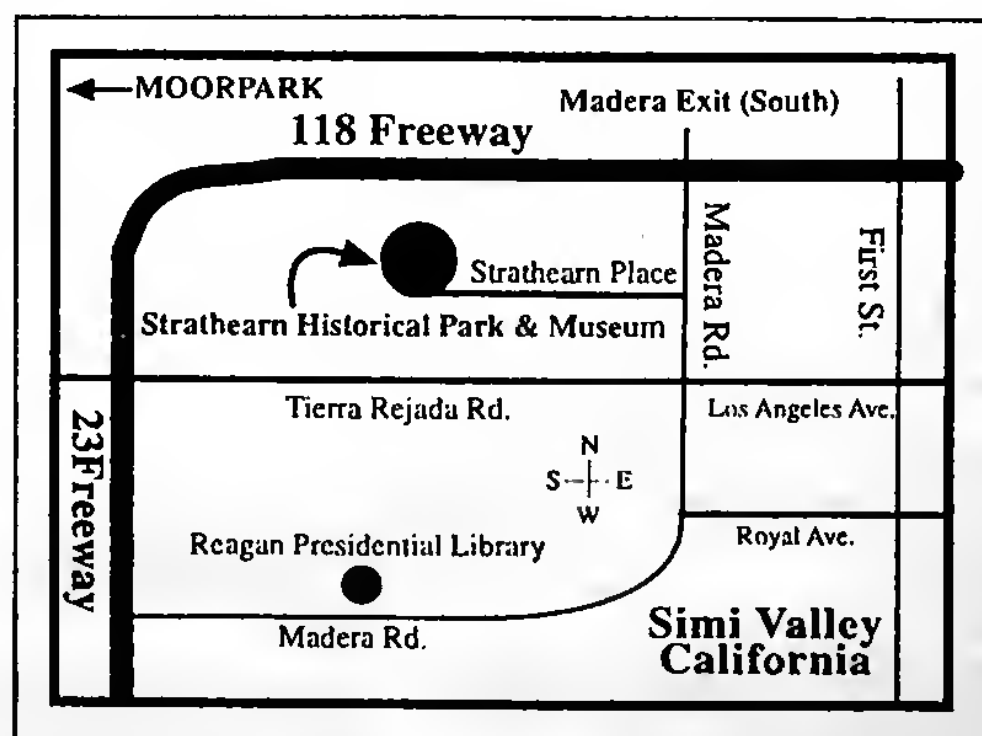 MOORPARK
Madera Exit (South)
118 Freeway
Madera Rd.
First St.
Strathearn Place
Strathearn Historical Park & Museum
Tierra Rejada Rd.
Los Angeles Ave.
23Freeway
N
S E
W
Reagan Presidential Library
Royal Ave.
Madera Rd.
Simi Valley
California